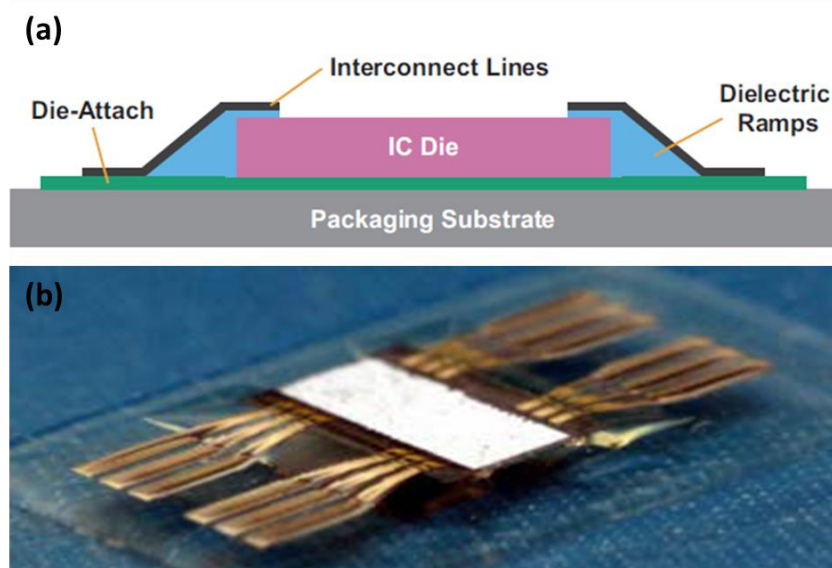 (a)
Interconnect Lines
Die-Attach
Dielectric
Ramps
IC Die
Packaging Substrate
(b)